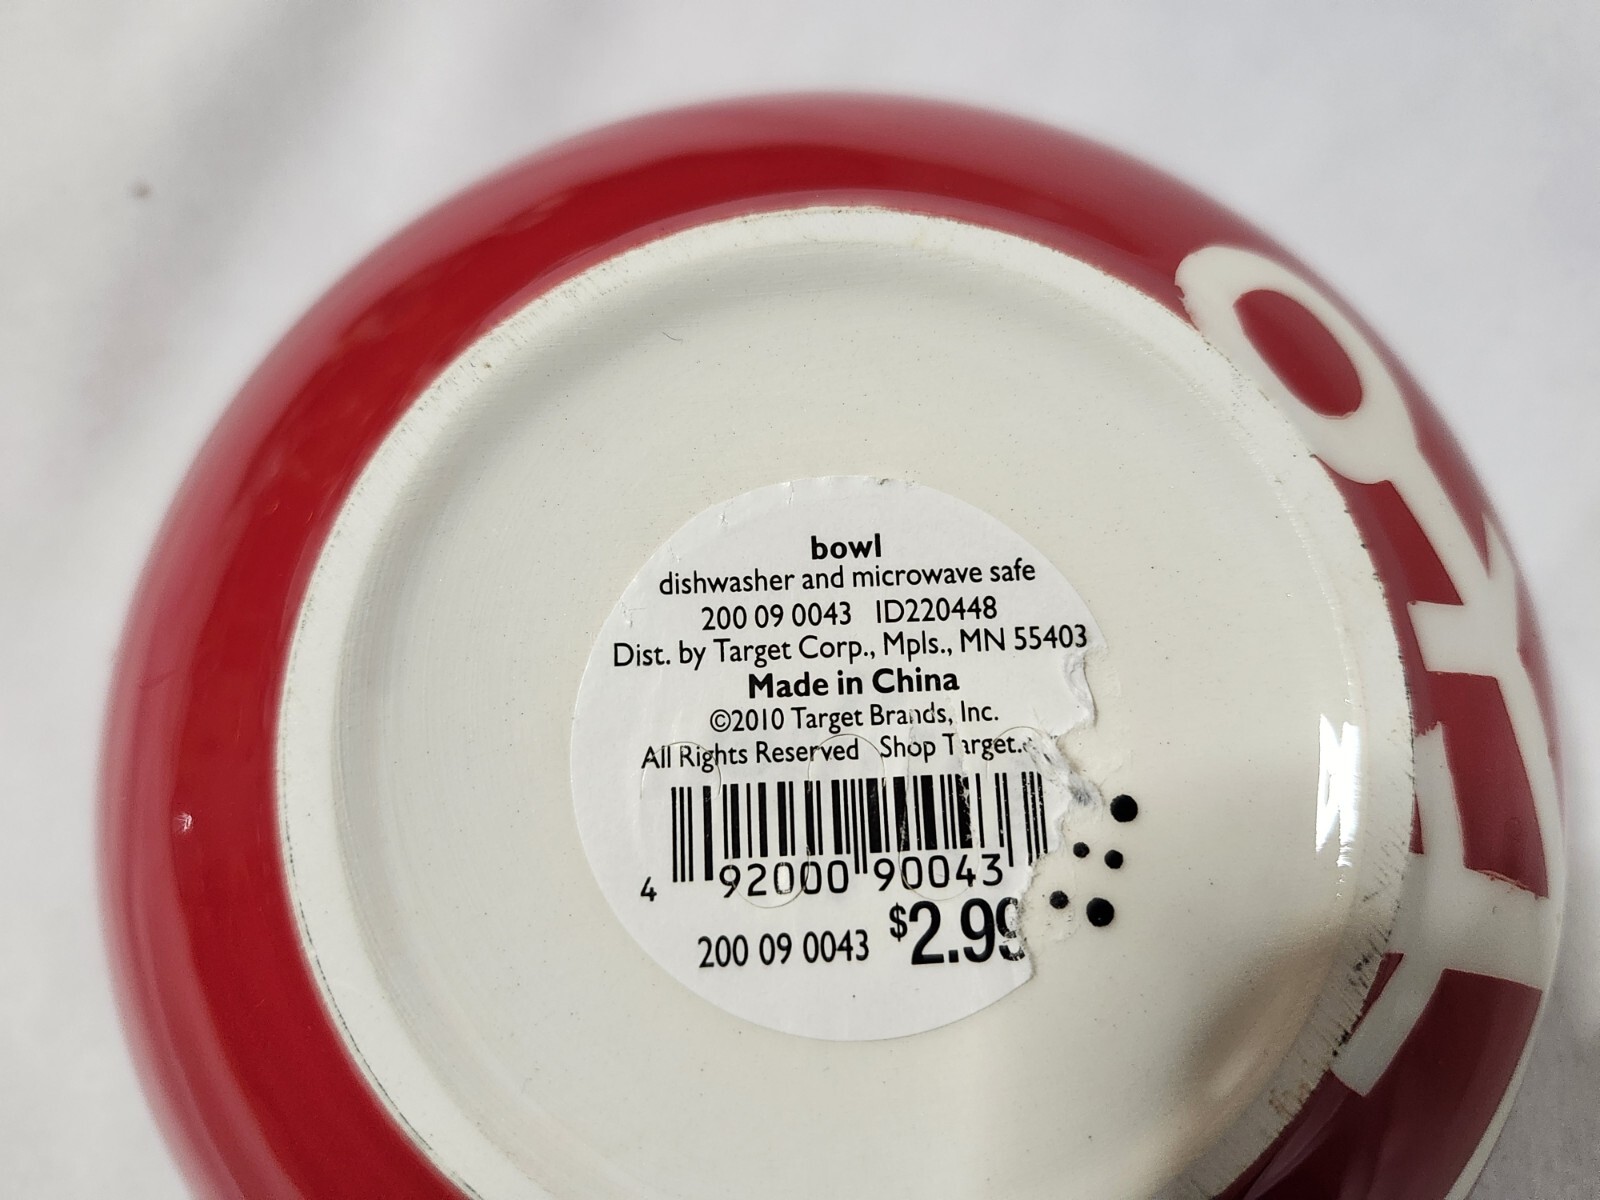 bowl
dishwasher and microwave safe
200 09 0043 ID220448
Dist. by Target Corp., Mpls., MN 55403
Made in China
©2010 Target Brands, Inc.
All Rights Reserved Shop Target.
4 92000 90043
200 09 0043 $2.99